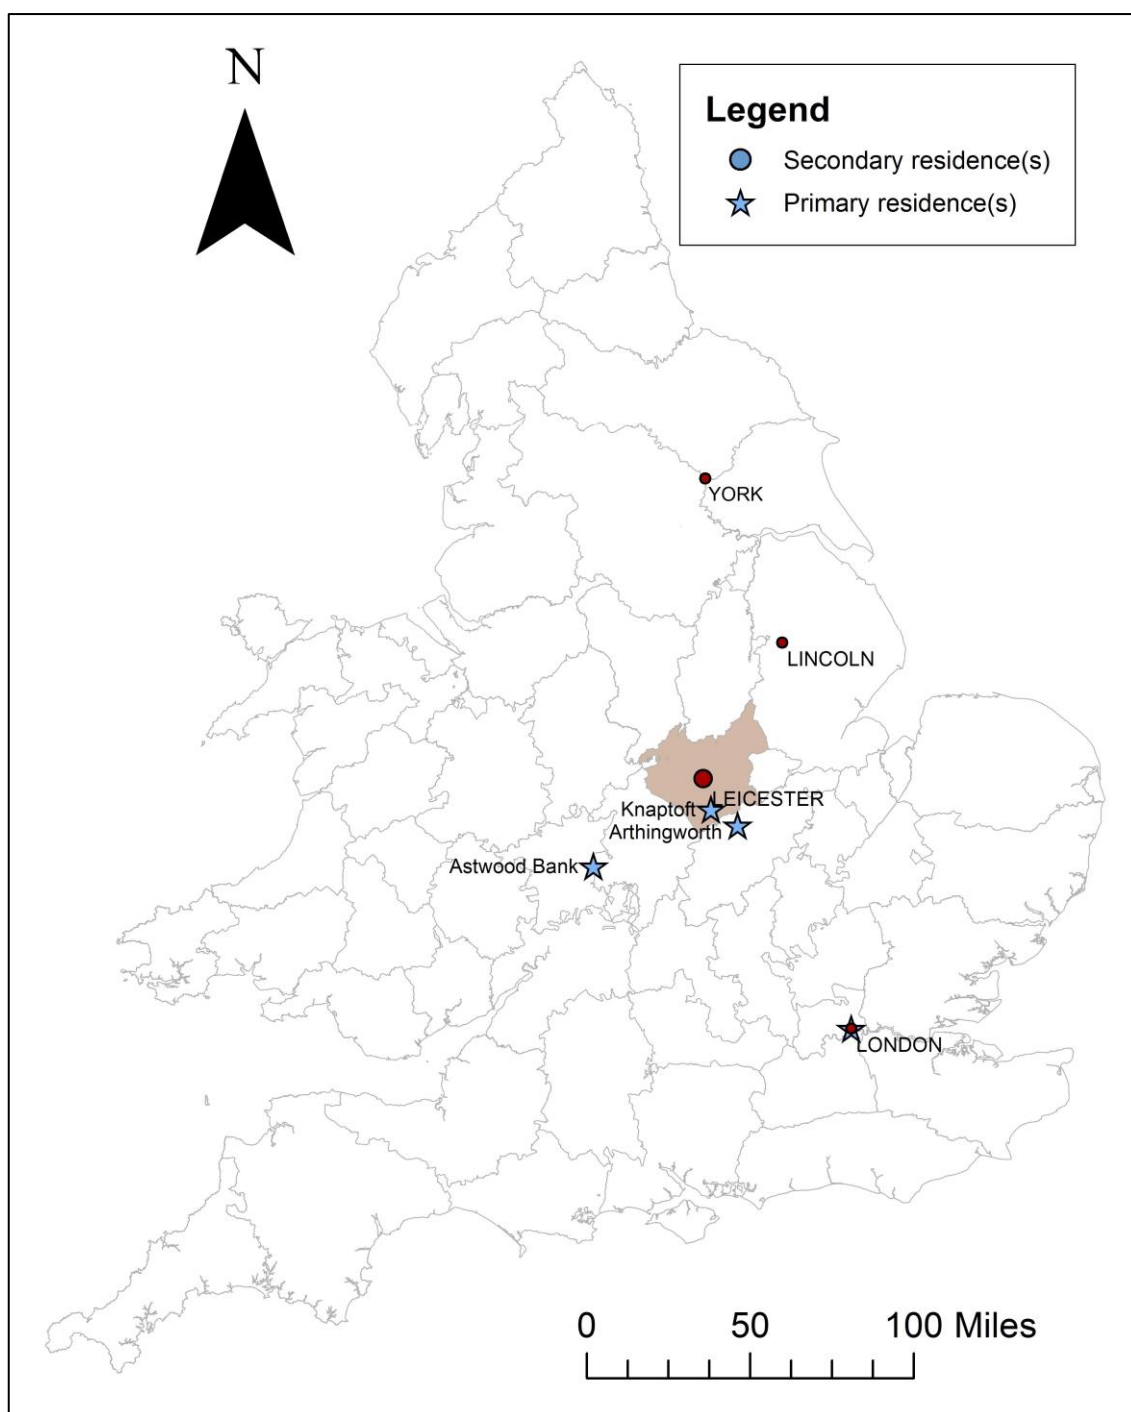 N
Legend
Secondary residence(s)
Primary residence(s)
YORK
LINCOLN
LEICESTER
Knaptoft
Arthingworth
Astwood Bank
LONDON
0 50 100 Miles